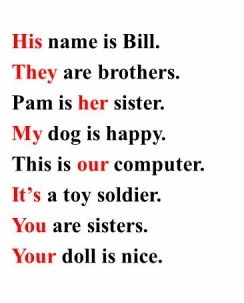 His name is Bill.
They are brothers.
Pam is her sister.
My dog is happy.
This is our computer.
It’s a toy soldier.
You are sisters.
Your doll is nice.